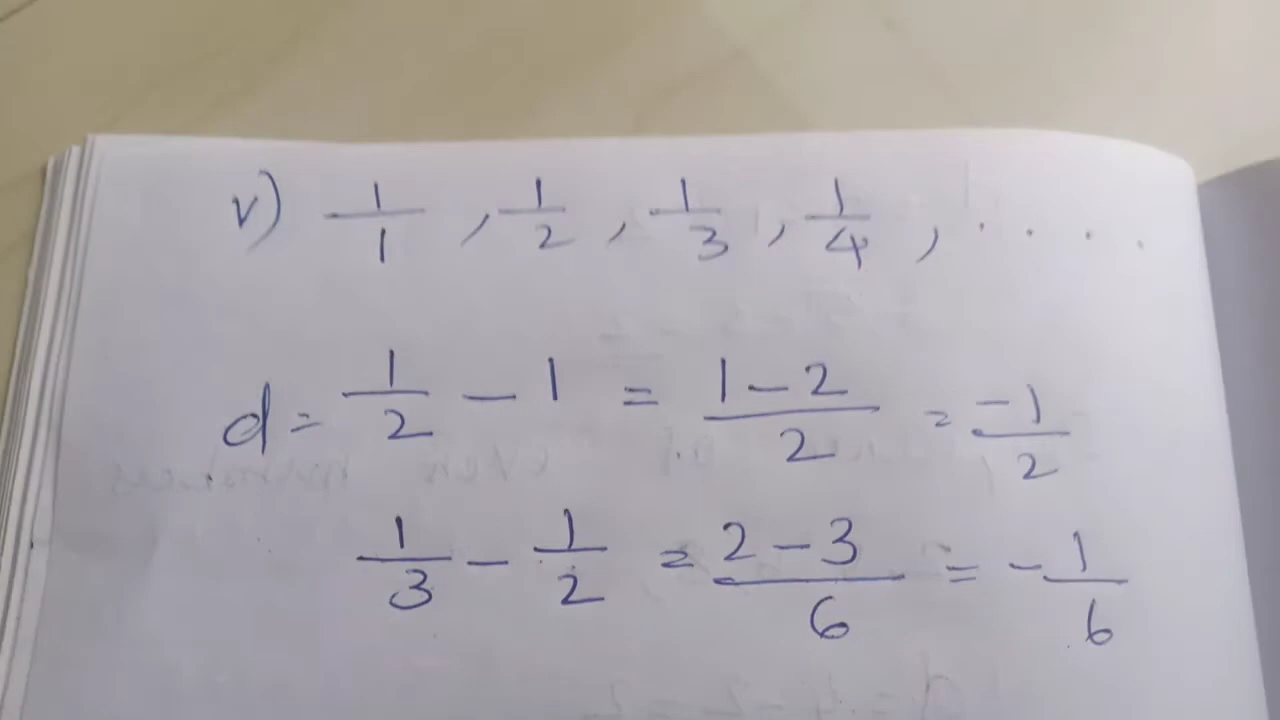 v) 1/1 , 1/2 , 1/3 , 1/4 , . . . .
d = 1/2 - 1 = (1 - 2)/2 = -1/2
1/3 - 1/2 = (2 - 3)/6 = -1/6